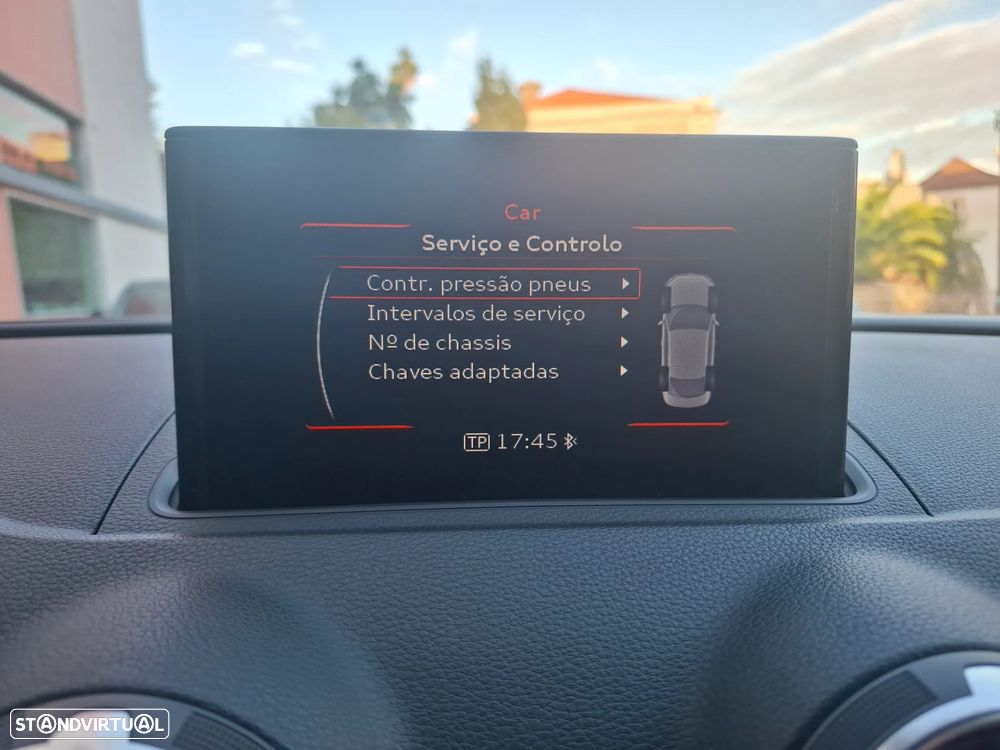 Car
Serviço e Controlo
Contr. pressão pneus
Intervalos de serviço
Nº de chassis
Chaves adaptadas
TP 17:45
STANDVIRTUAL